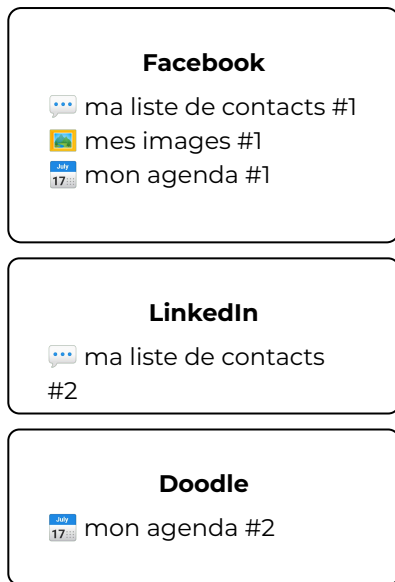 Facebook
💬 ma liste de contacts #1
🖼️ mes images #1
📅 mon agenda #1
LinkedIn
💬 ma liste de contacts
#2
Doodle
📅 mon agenda #2